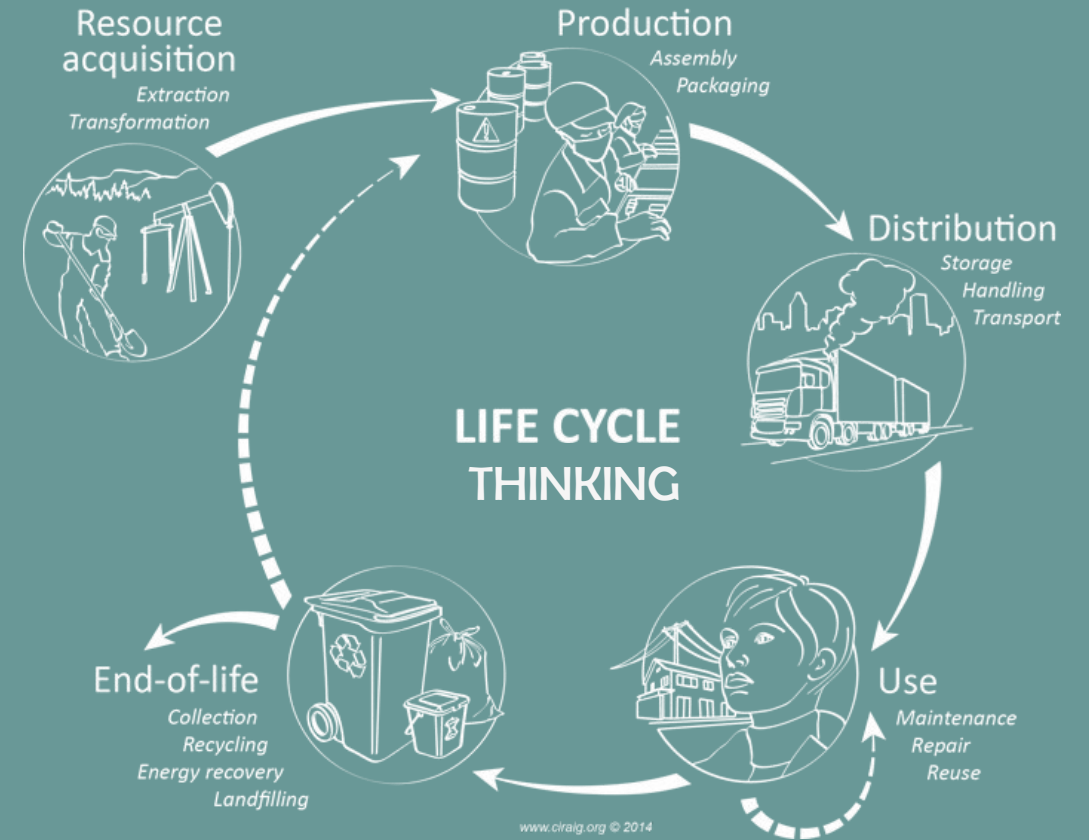 Resource
acquisition
Extraction
Transformation
Production
Assembly
Packaging
Distribution
Storage
Handling
Transport
LIFE CYCLE
THINKING
Use
Maintenance
Repair
Reuse
End-of-life
Collection
Recycling
Energy recovery
Landfilling
www.ciraig.org © 2014